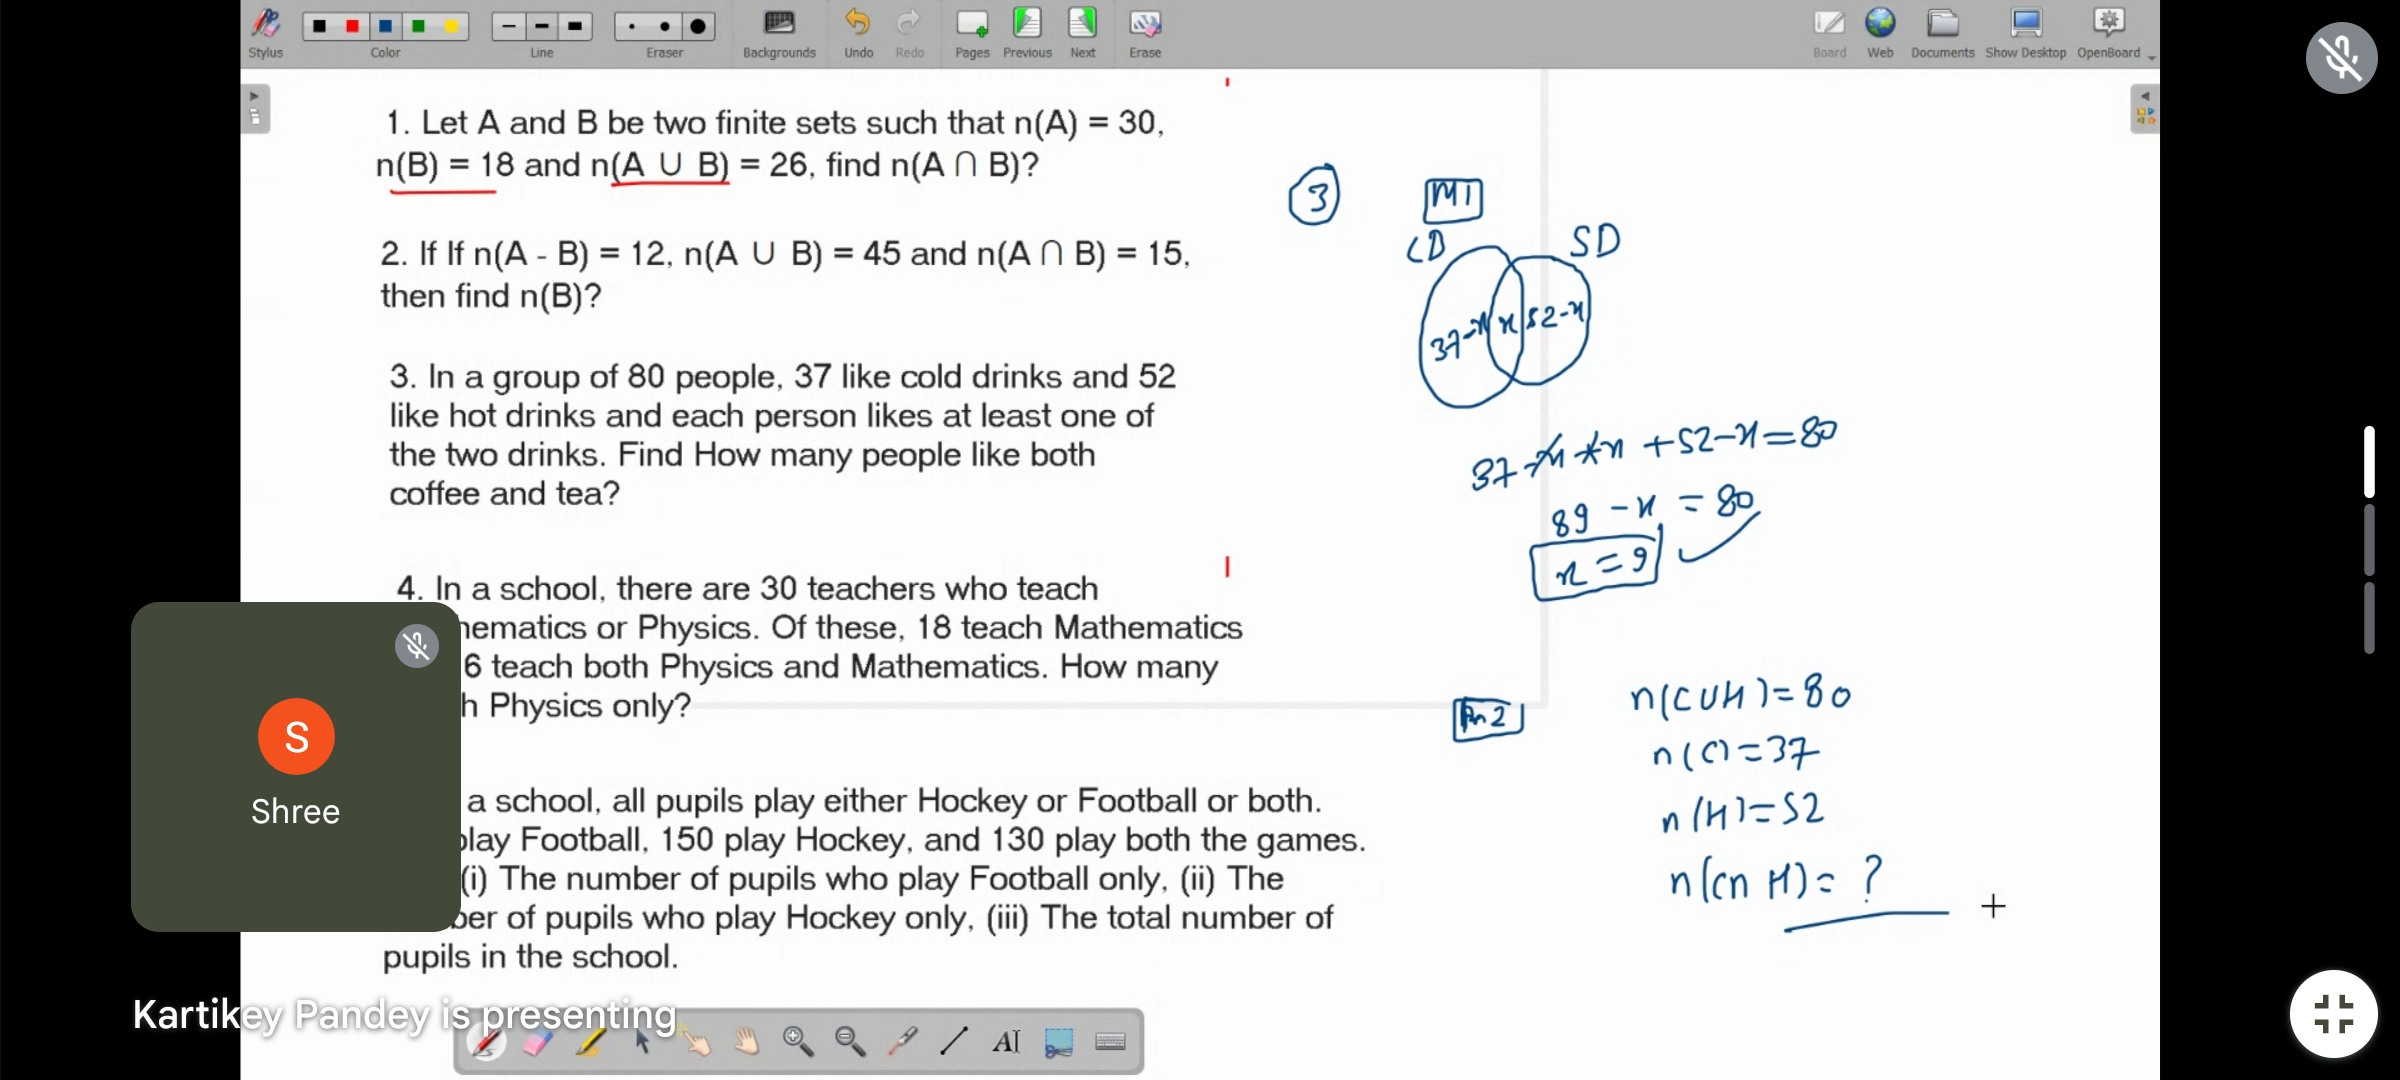 Stylus
Color
Line
Eraser
Backgrounds
Undo
Redo
Pages
Previous
Next
Erase
Board
Web
Documents
Show Desktop
OpenBoard
1. Let A and B be two finite sets such that n(A) = 30,
n(B) = 18 and n(A ∪ B) = 26, find n(A ∩ B)?
2. If If n(A - B) = 12, n(A ∪ B) = 45 and n(A ∩ B) = 15,
then find n(B)?
3. In a group of 80 people, 37 like cold drinks and 52
like hot drinks and each person likes at least one of
the two drinks. Find How many people like both
coffee and tea?
4. In a school, there are 30 teachers who teach
hematics or Physics. Of these, 18 teach Mathematics
6 teach both Physics and Mathematics. How many
h Physics only?
a school, all pupils play either Hockey or Football or both.
play Football, 150 play Hockey, and 130 play both the games.
(i) The number of pupils who play Football only, (ii) The
ber of pupils who play Hockey only, (iii) The total number of
pupils in the school.
3
M1
CD
SD
37-x x 52-x
37-x+x+52-x=80
89-x=80
x=9
n(C∪H)=80
n(C)=37
n(H)=52
n(C∩H)=?
S
Shree
Kartikey Pandey is presenting
AI